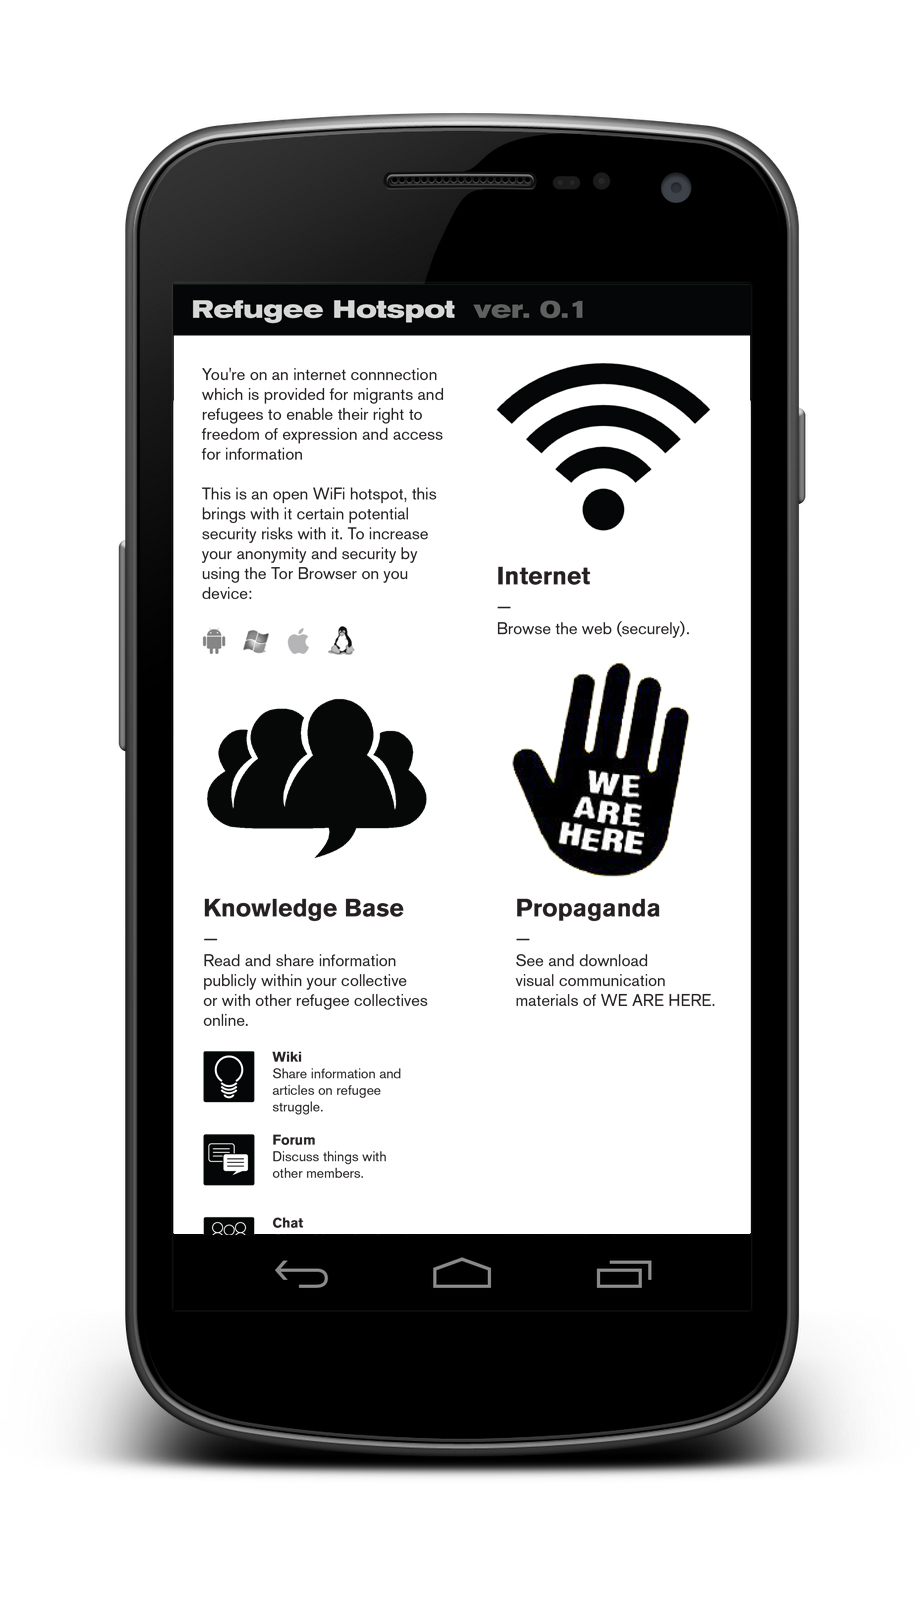 Refugee Hotspot ver. 0.1
You're on an internet connnection
which is provided for migrants and
refugees to enable their right to
freedom of expression and access
for information
This is an open WiFi hotspot, this
brings with it certain potential
security risks with it. To increase
your anonymity and security by
using the Tor Browser on you
device:
Internet
—
Browse the web (securely).
WE
ARE
HERE
Knowledge Base
—
Read and share information
publicly within your collective
or with other refugee collectives
online.
Propaganda
—
See and download
visual communication
materials of WE ARE HERE.
Wiki
Share information and
articles on refugee
struggle.
Forum
Discuss things with
other members.
Chat